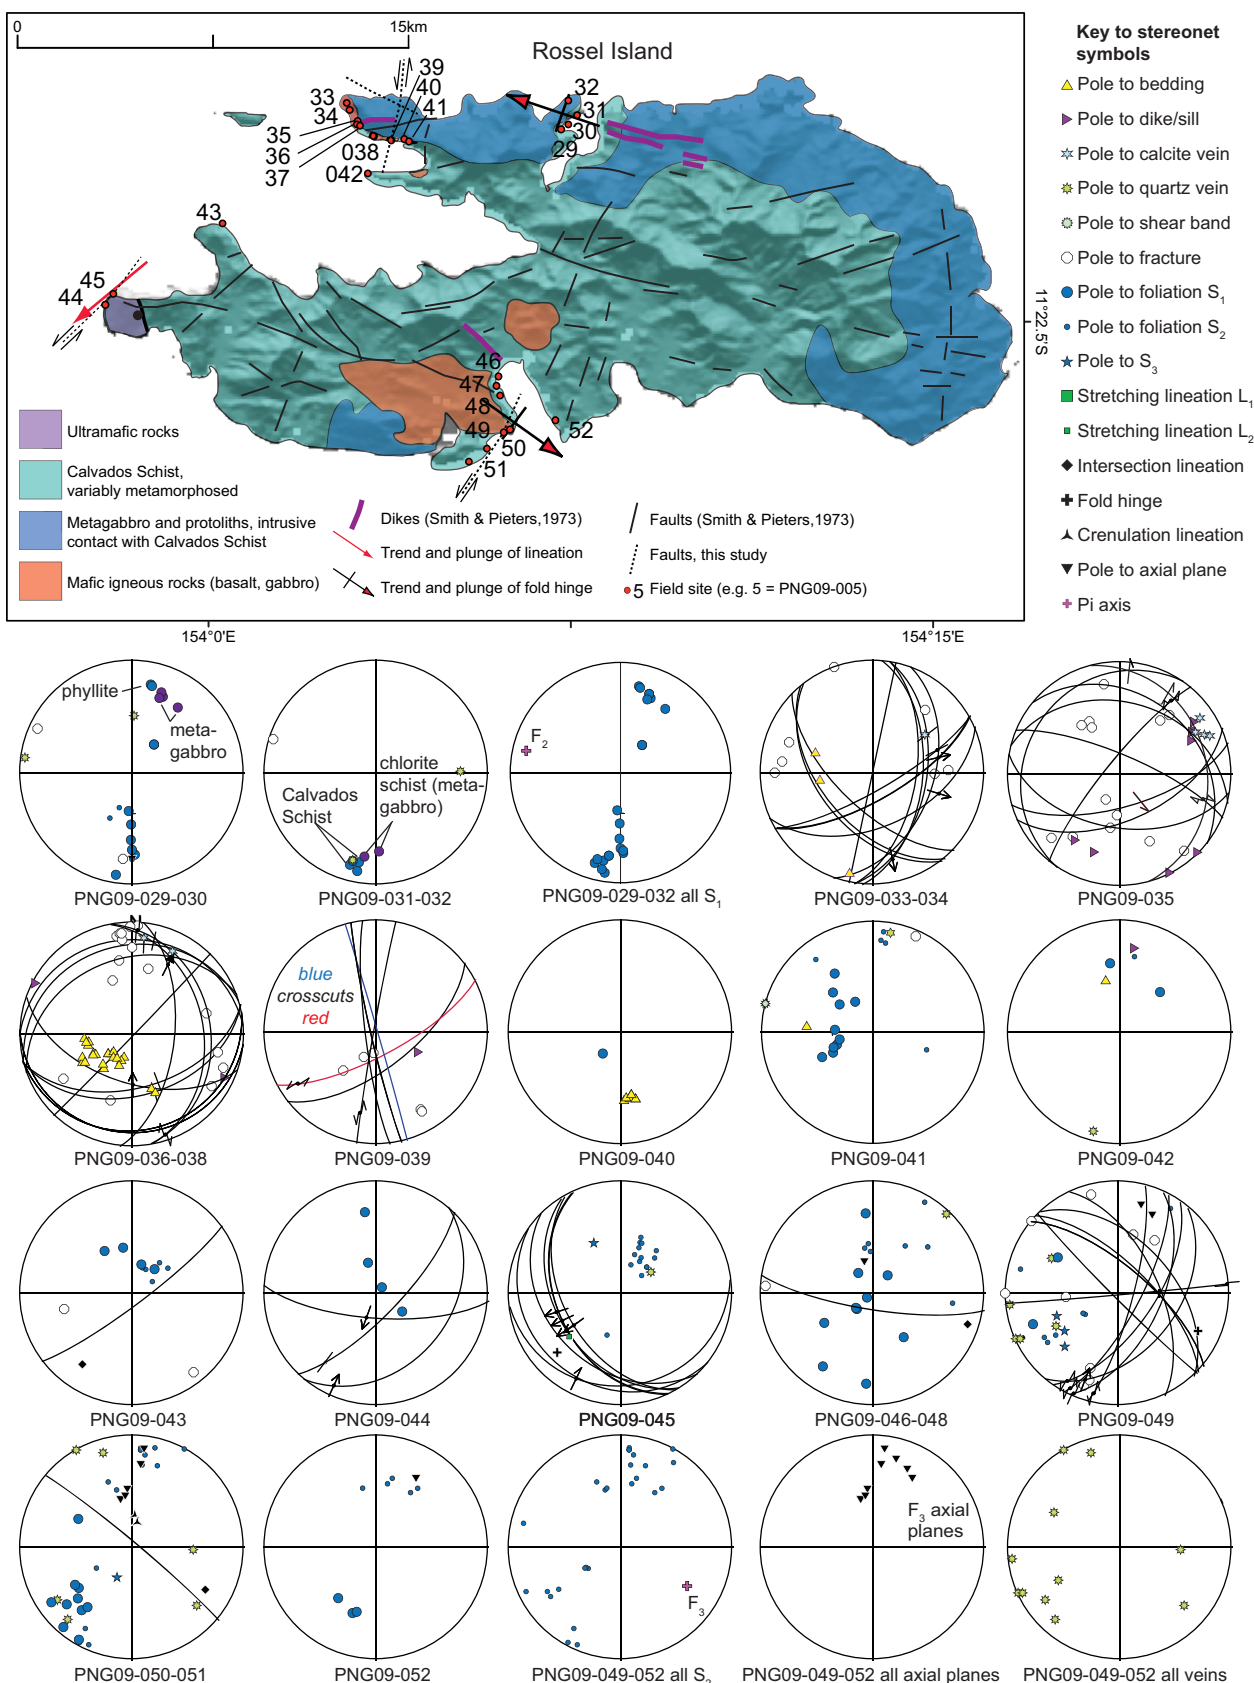 0
15km
Rossel Island
39
40
41
32
31
30
29
33
34
35
36
37
038
042
43
45
44
46
47
48
49
50
51
52
11°22.5'S
Ultramafic rocks
Calvados Schist,
variably metamorphosed
Metagabbro and protoliths, intrusive
contact with Calvados Schist
Mafic igneous rocks (basalt, gabbro)
Dikes (Smith & Pieters,1973)
Trend and plunge of lineation
Trend and plunge of fold hinge
Faults (Smith & Pieters,1973)
Faults, this study
5 Field site (e.g. 5 = PNG09-005)
154°0'E
154°15'E
Key to stereonet
symbols
Pole to bedding
Pole to dike/sill
Pole to calcite vein
Pole to quartz vein
Pole to shear band
Pole to fracture
Pole to foliation S1
Pole to foliation S2
Pole to S3
Stretching lineation L1
Stretching lineation L2
Intersection lineation
Fold hinge
Crenulation lineation
Pole to axial plane
Pi axis
phyllite
meta-
gabbro
PNG09-029-030
Calvados
Schist
chlorite
schist (meta-
gabbro)
PNG09-031-032
F2
PNG09-029-032 all S1
PNG09-033-034
PNG09-035
PNG09-036-038
blue
crosscuts
red
PNG09-039
PNG09-040
PNG09-041
PNG09-042
PNG09-043
PNG09-044
PNG09-045
PNG09-046-048
PNG09-049
PNG09-050-051
PNG09-052
F3
PNG09-049-052 all S2
F3 axial
planes
PNG09-049-052 all axial planes
PNG09-049-052 all veins